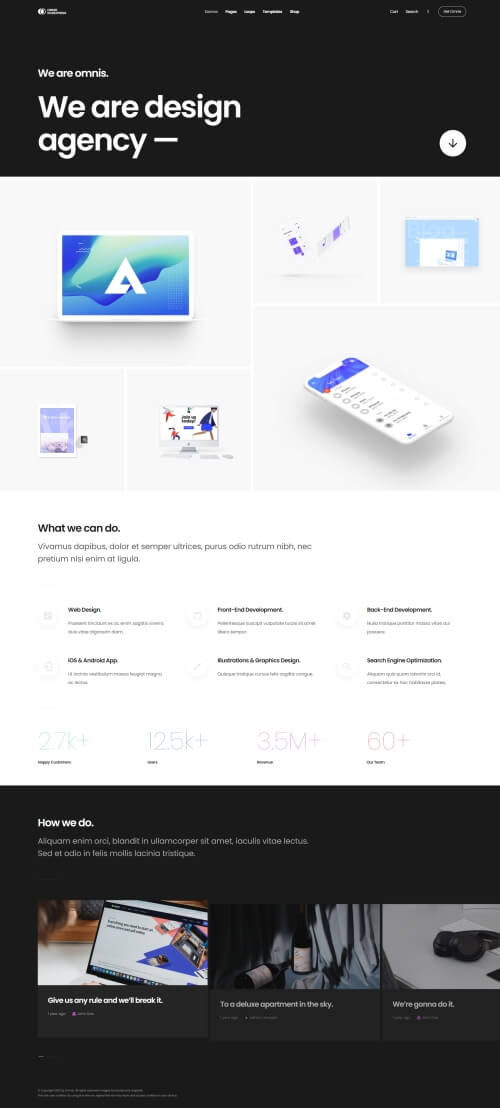 Demos Pages Loops Templates Shop
Cart Search
Get Omnis
We are omnis.
We are design
agency —
Blog
Join us
today!
What we can do.
Vivamus dapibus, dolor et semper ultrices, purus odio rutrum nibh, nec
pretium nisi enim at ligula.
Web Design.
Praesent tincidunt ex ac enim sagittis viverra
duis vitae dignissim diam.
Front-End Development.
Pellentesque suscipit vulputate turpis sit amet
libero tempor
Back-End Development.
Nulla tristique porttitor massa vitae dui
posuere.
iOS & Android App.
Ut lacinia vestibulum massa feugiat magna
ac lectus.
Illustrations & Graphics Design.
Quisque tristique cursus felis sagittis congue.
Search Engine Optimization.
Aliquam quis quam lobortis orci id,
consectetur ex hac habitasse platea.
2.7k+
Happy Customers
12.5k+
Users
3.5M+
Revenue
60+
Our Team
How we do.
Aliquam enim orci, blandit in ullamcorper sit amet, iaculis vitae lectus.
Sed et odio in felis mollis lacinia tristique.
Give us any rule and we'll break it.
1 year ago
To a deluxe apartment in the sky.
1 year ago
We're gonna do it.
1 year ago